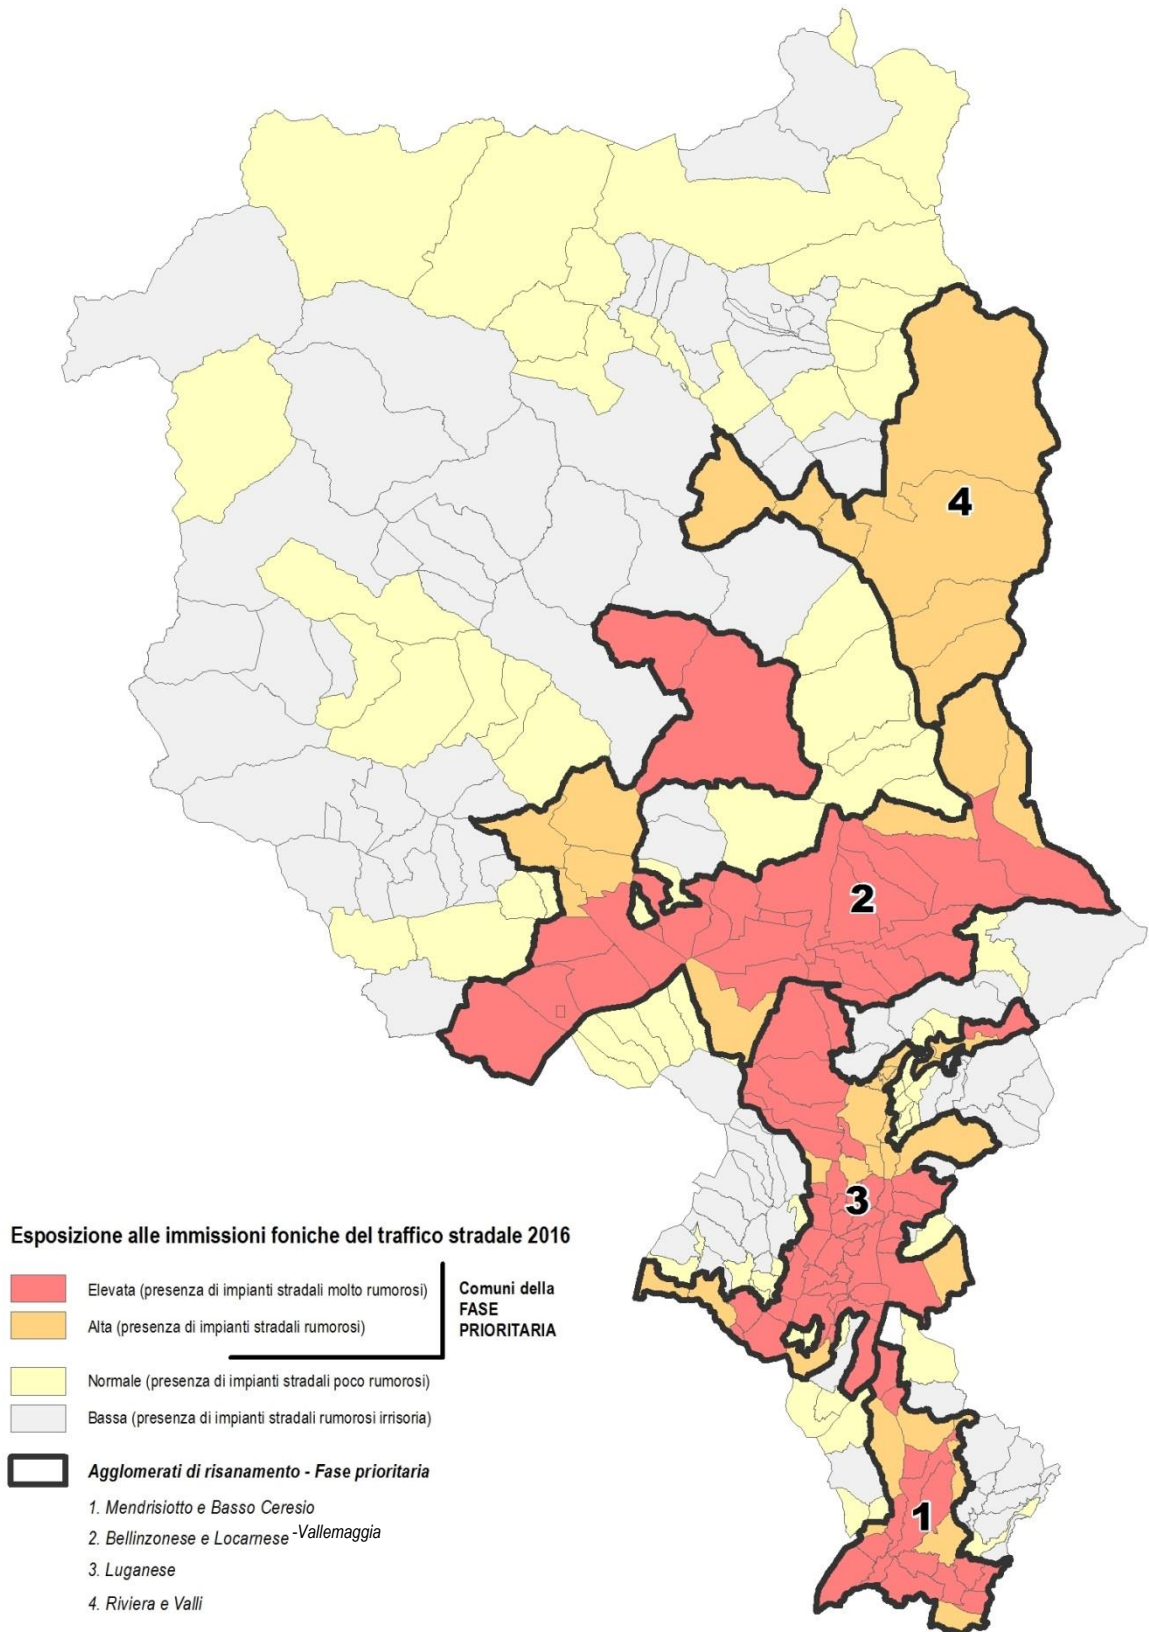 4
2
3
1
Esposizione alle immissioni foniche del traffico stradale 2016
Elevata (presenza di impianti stradali molto rumorosi)
Alta (presenza di impianti stradali rumorosi)
Comuni della
FASE
PRIORITARIA
Normale (presenza di impianti stradali poco rumorosi)
Bassa (presenza di impianti stradali rumorosi irrisoria)
Agglomerati di risanamento - Fase prioritaria
1. Mendrisiotto e Basso Ceresio
2. Bellinzonese e Locarnese -Vallemaggia
3. Luganese
4. Riviera e Valli